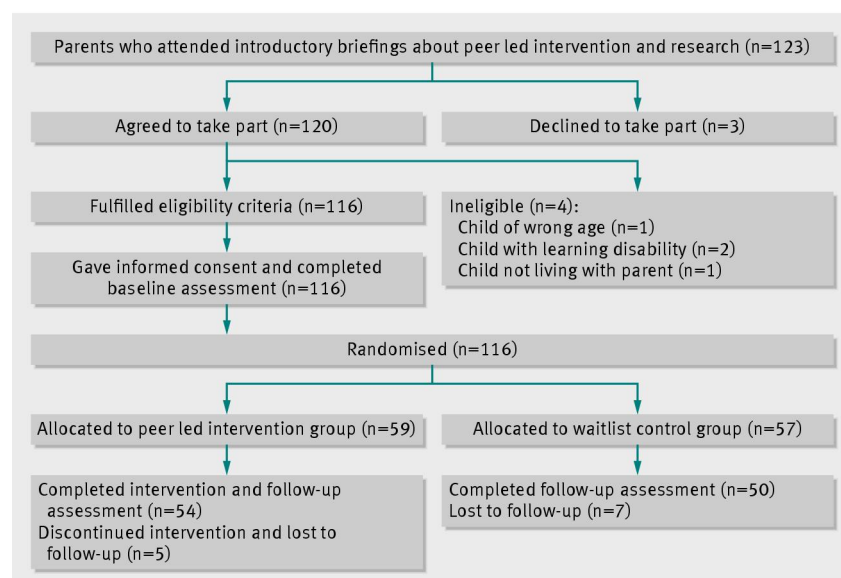 Parents who attended introductory briefings about peer led intervention and research (n=123)
Agreed to take part (n=120)
Declined to take part (n=3)
Fulfilled eligibility criteria (n=116)
Ineligible (n=4):
Child of wrong age (n=1)
Child with learning disability (n=2)
Child not living with parent (n=1)
Gave informed consent and completed
baseline assessment (n=116)
Randomised (n=116)
Allocated to peer led intervention group (n=59)
Allocated to waitlist control group (n=57)
Completed intervention and follow-up
assessment (n=54)
Discontinued intervention and lost to
follow-up (n=5)
Completed follow-up assessment (n=50)
Lost to follow-up (n=7)